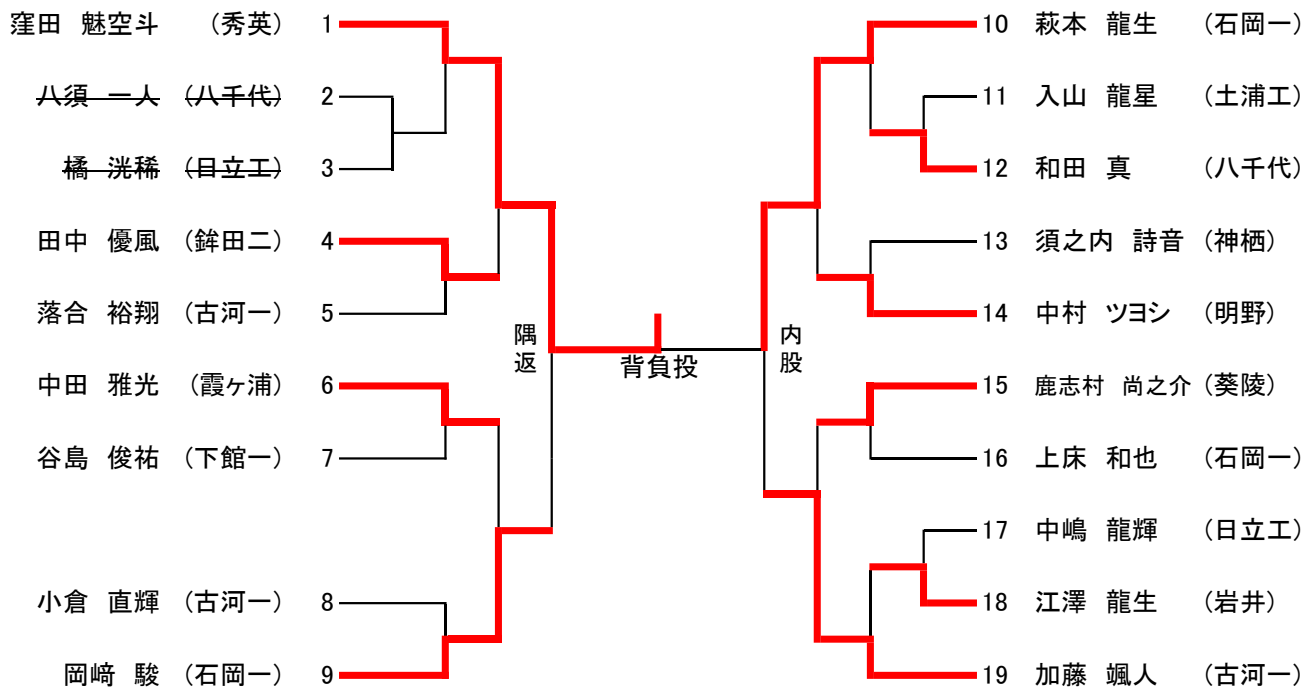 窪田 魅空斗 (秀英) 1
八須 一人 (八千代) 2
橘 洸稀 (日立工) 3
田中 優風 (鉾田二) 4
落合 裕翔 (古河一) 5
中田 雅光 (霞ヶ浦) 6
谷島 俊祐 (下館一) 7
小倉 直輝 (古河一) 8
岡﨑 駿 (石岡一) 9
隅返
背負投
内股
10 萩本 龍生 (石岡一)
11 入山 龍星 (土浦工)
12 和田 真 (八千代)
13 須之内 詩音 (神栖)
14 中村 ツヨシ (明野)
15 鹿志村 尚之介 (葵陵)
16 上床 和也 (石岡一)
17 中嶋 龍輝 (日立工)
18 江澤 龍生 (岩井)
19 加藤 颯人 (古河一)